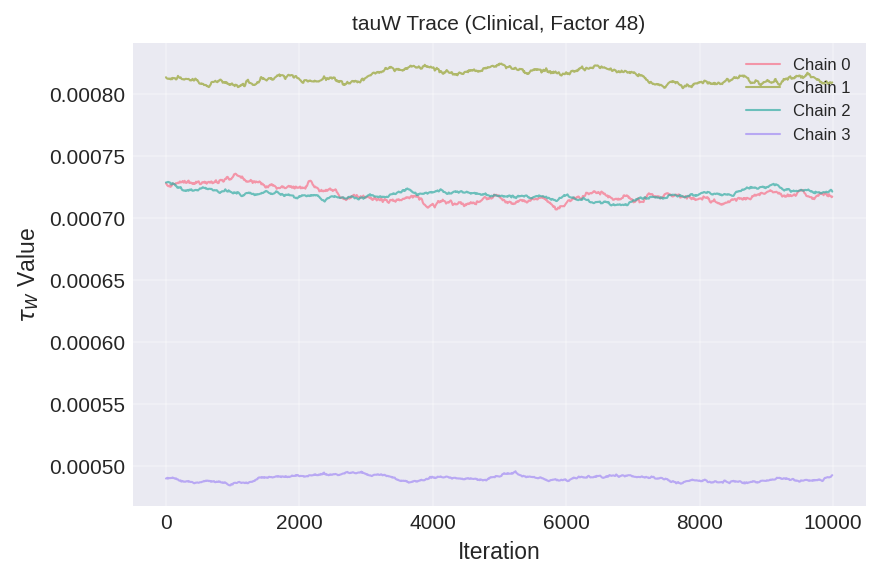 tauW Trace (Clinical, Factor 48)
Chain 0
Chain 1
Chain 2
Chain 3
0.00080
0.00075
0.00070
0.00065
0.00060
0.00055
0.00050
τW Value
0
2000
4000
6000
8000
10000
Iteration